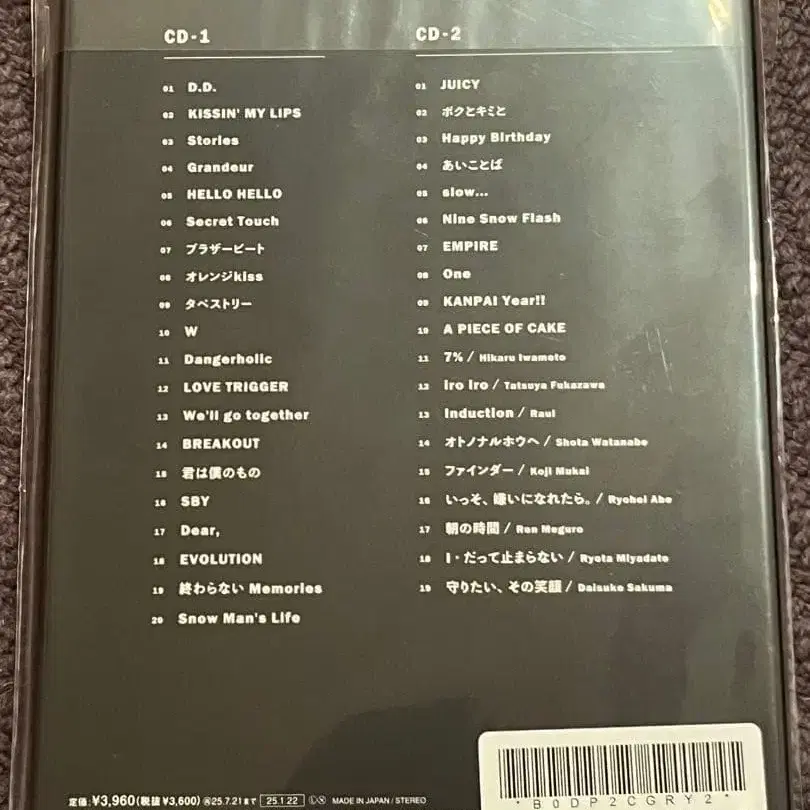 CD-1
01 D.D.
02 KISSIN' MY LIPS
03 Stories
04 Grandeur
05 HELLO HELLO
06 Secret Touch
07 ブラザービート
08 オレンジkiss
09 タペストリー
10 W
11 Dangerholic
12 LOVE TRIGGER
13 We'll go together
14 BREAKOUT
15 君は僕のもの
16 SBY
17 Dear,
18 EVOLUTION
19 終わらない Memories
20 Snow Man's Life
CD-2
01 JUICY
02 ボクとキミと
03 Happy Birthday
04 あいことば
05 slow...
06 Nine Snow Flash
07 EMPIRE
08 One
09 KANPAI Year!!
10 A PIECE OF CAKE
11 7% / Hikaru Iwamoto
12 iro iro / Tatsuya Fukazawa
13 Induction / Raul
14 オトノナルホウヘ / Shota Watanabe
15 ファインダー / Koji Mukai
16 いっそ、嫌いになれたら。 / Ryohei Abe
17 朝の時間 / Ren Meguro
18 I・だって止まらない / Ryota Miyadate
19 守りたい、その笑顔 / Daisuke Sakuma
定価:¥3,960(税抜¥3,600) 再25.7.21まで 25.1.22 MADE IN JAPAN / STEREO
*B0DP2CGRY2*